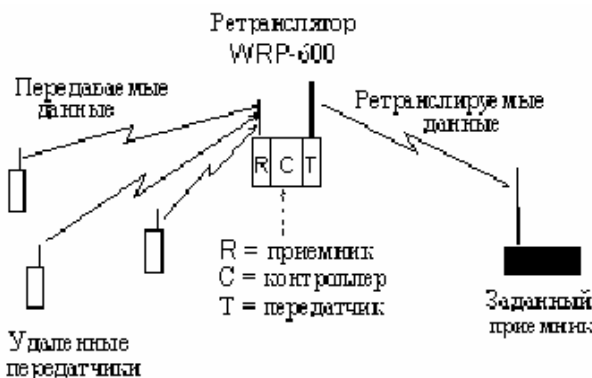 Ретранслятор
WRP-600
Передаваемые
данные
Ретранслируемые
данные
R C T
R = приемник
C = контроллер
T = передатчик
Заданный
приемник
Удаленные
передатчики